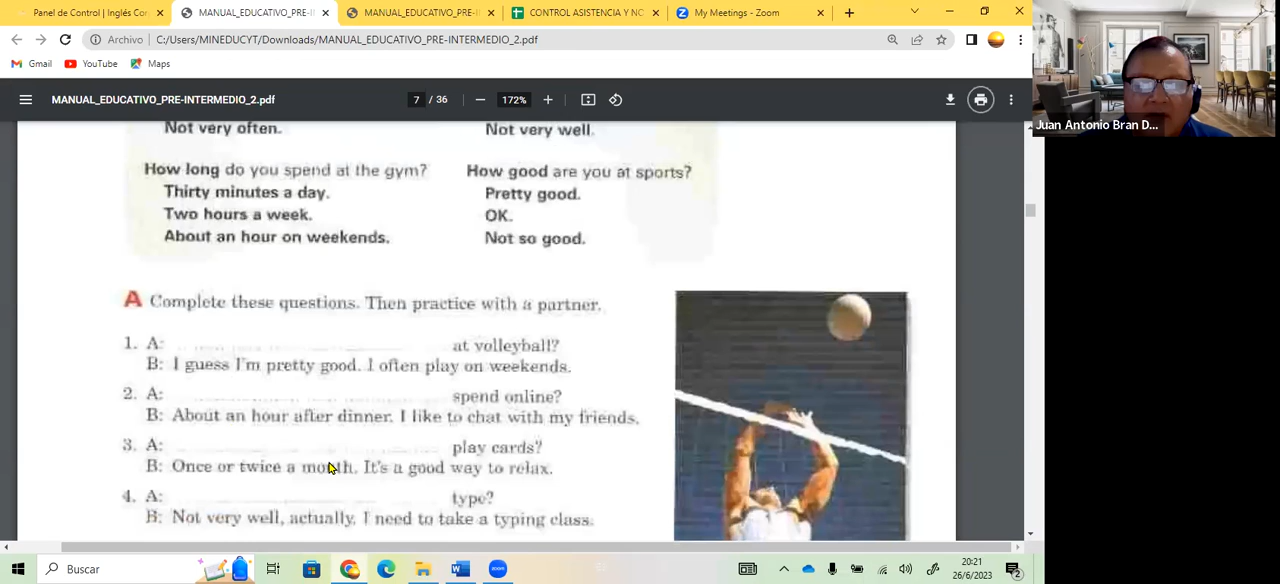 Panel de Control | Inglés Cor
MANUAL_EDUCATIVO_PRE-I
MANUAL_EDUCATIVO_PRE-I
CONTROL ASISTENCIA Y NO
My Meetings - Zoom
Archivo
C:/Users/MINEDUCYT/Downloads/MANUAL_EDUCATIVO_PRE-INTERMEDIO_2.pdf
Gmail
YouTube
Maps
MANUAL_EDUCATIVO_PRE-INTERMEDIO_2.pdf
7 / 36
172%
Juan Antonio Bran D...
Not very often.
Not very well.
How long do you spend at the gym?
How good are you at sports?
Thirty minutes a day.
Pretty good.
Two hours a week.
OK.
About an hour on weekends.
Not so good.
A Complete these questions. Then practice with a partner.
1. A: at volleyball?
B: I guess I'm pretty good. I often play on weekends.
2. A: spend online?
B: About an hour after dinner. I like to chat with my friends.
3. A: play cards?
B: Once or twice a month. It's a good way to relax.
4. A: type?
B: Not very well, actually. I need to take a typing class.
Buscar
zoom
20:21
26/6/2023
2